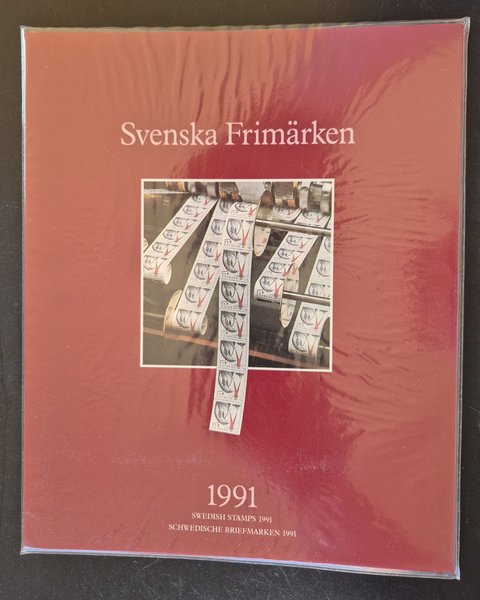 Svenska Frimärken
1991
SWEDISH STAMPS 1991
SCHWEDISCHE BRIEFMARKEN 1991